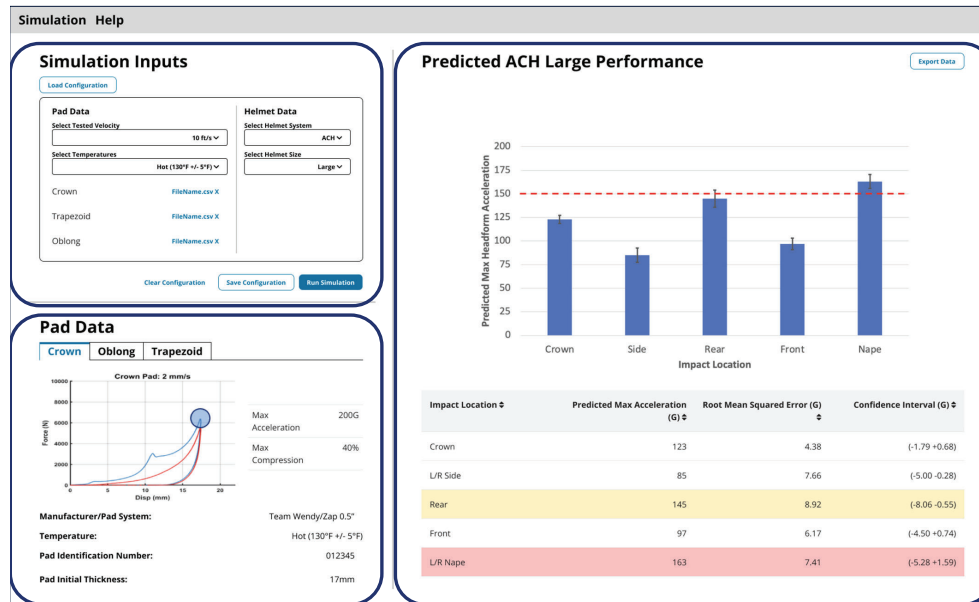 Simulation Help
Simulation Inputs
Load Configuration
Pad Data
Select Tested Velocity
10 ft/s
Select Temperatures
Hot (130°F +/- 5°F)
Crown FileName.csv X
Trapezoid FileName.csv X
Oblong FileName.csv X
Helmet Data
Select Helmet System
ACH
Select Helmet Size
Large
Clear Configuration Save Configuration Run Simulation
Pad Data
Crown Oblong Trapezoid
Crown Pad: 2 mm/s
10000
8000
6000
4000
2000
0
Force (N)
0 5 10 15 20
Disp (mm)
Max Acceleration 200G
Max Compression 40%
Manufacturer/Pad System: Team Wendy/Zap 0.5"
Temperature: Hot (130°F +/- 5°F)
Pad Identification Number: 012345
Pad Initial Thickness: 17mm
Predicted ACH Large Performance
Export Data
Predicted Max Headform Acceleration
200
175
150
125
100
75
50
25
0
Crown Side Rear Front Nape
Impact Location
Impact Location Predicted Max Acceleration (G) Root Mean Squared Error (G) Confidence Interval (G)
Crown 123 4.38 (-1.79 +0.68)
L/R Side 85 7.66 (-5.00 -0.28)
Rear 145 8.92 (-8.06 -0.55)
Front 97 6.17 (-4.50 +0.74)
L/R Nape 163 7.41 (-5.28 +1.59)